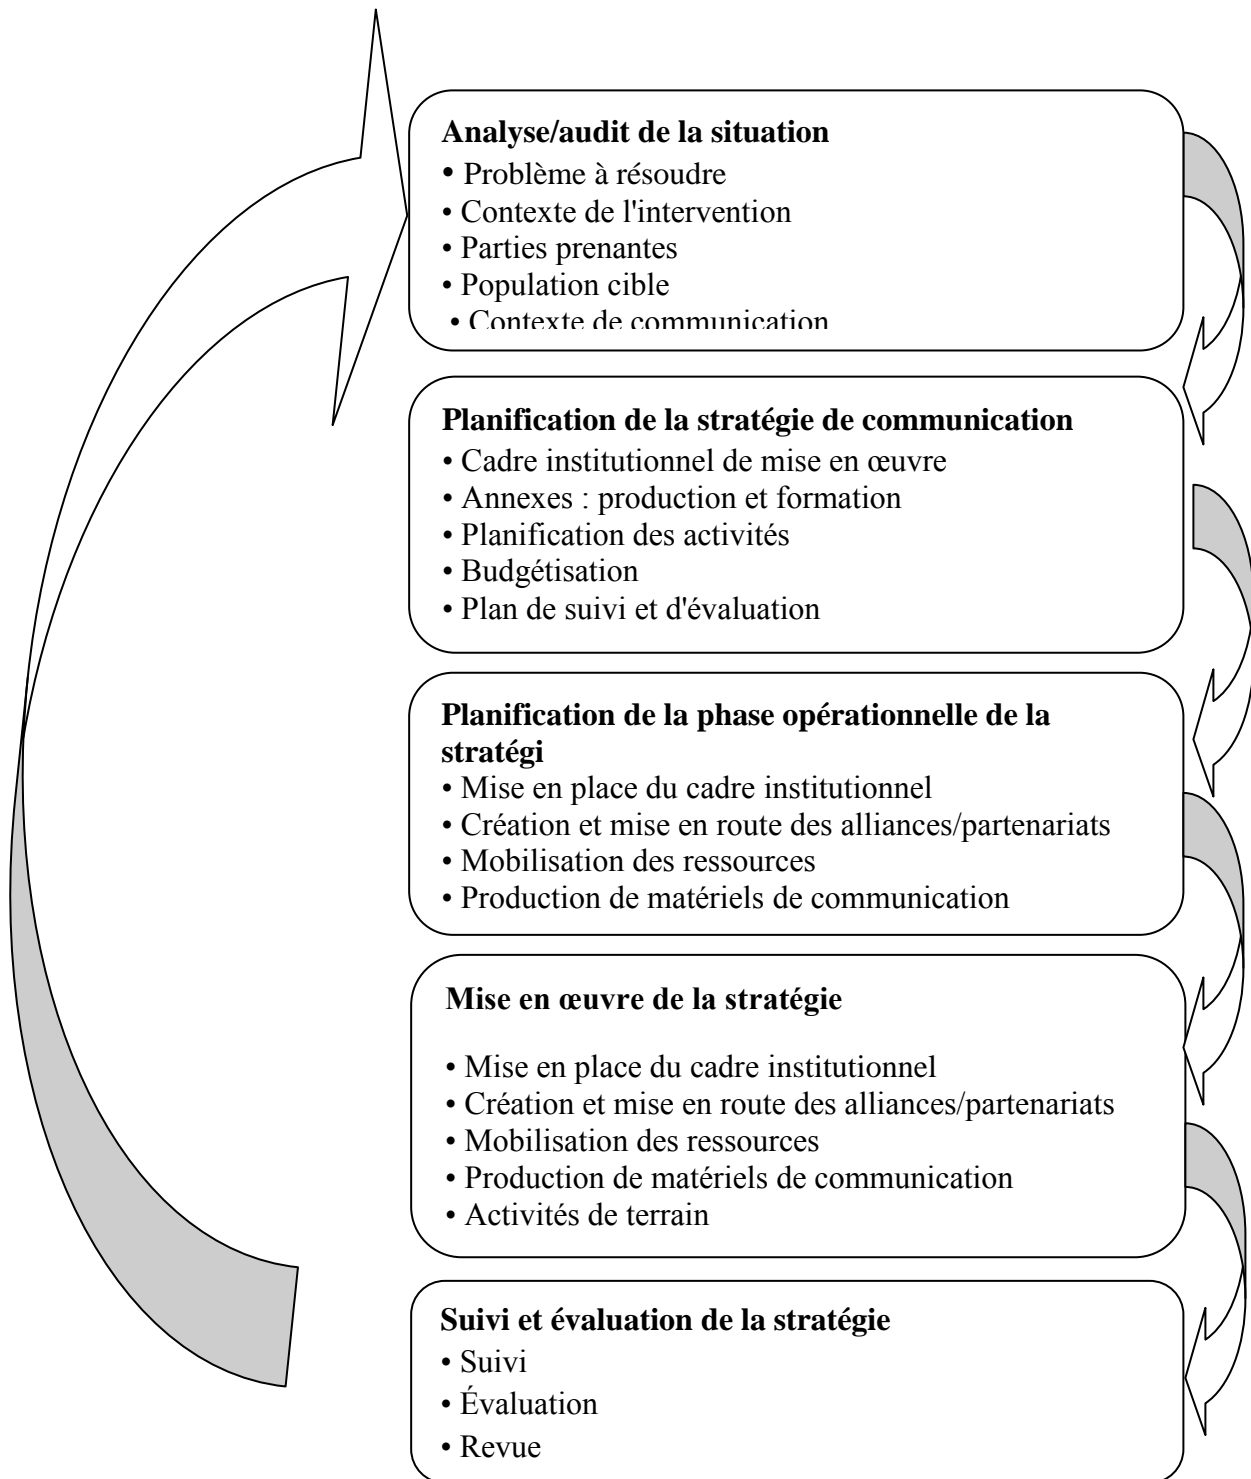 Analyse/audit de la situation
• Problème à résoudre
• Contexte de l'intervention
• Parties prenantes
• Population cible
• Contexte de communication
Planification de la stratégie de communication
• Cadre institutionnel de mise en œuvre
• Annexes : production et formation
• Planification des activités
• Budgétisation
• Plan de suivi et d'évaluation
Planification de la phase opérationnelle de la
stratégi
• Mise en place du cadre institutionnel
• Création et mise en route des alliances/partenariats
• Mobilisation des ressources
• Production de matériels de communication
Mise en œuvre de la stratégie
• Mise en place du cadre institutionnel
• Création et mise en route des alliances/partenariats
• Mobilisation des ressources
• Production de matériels de communication
• Activités de terrain
Suivi et évaluation de la stratégie
• Suivi
• Évaluation
• Revue